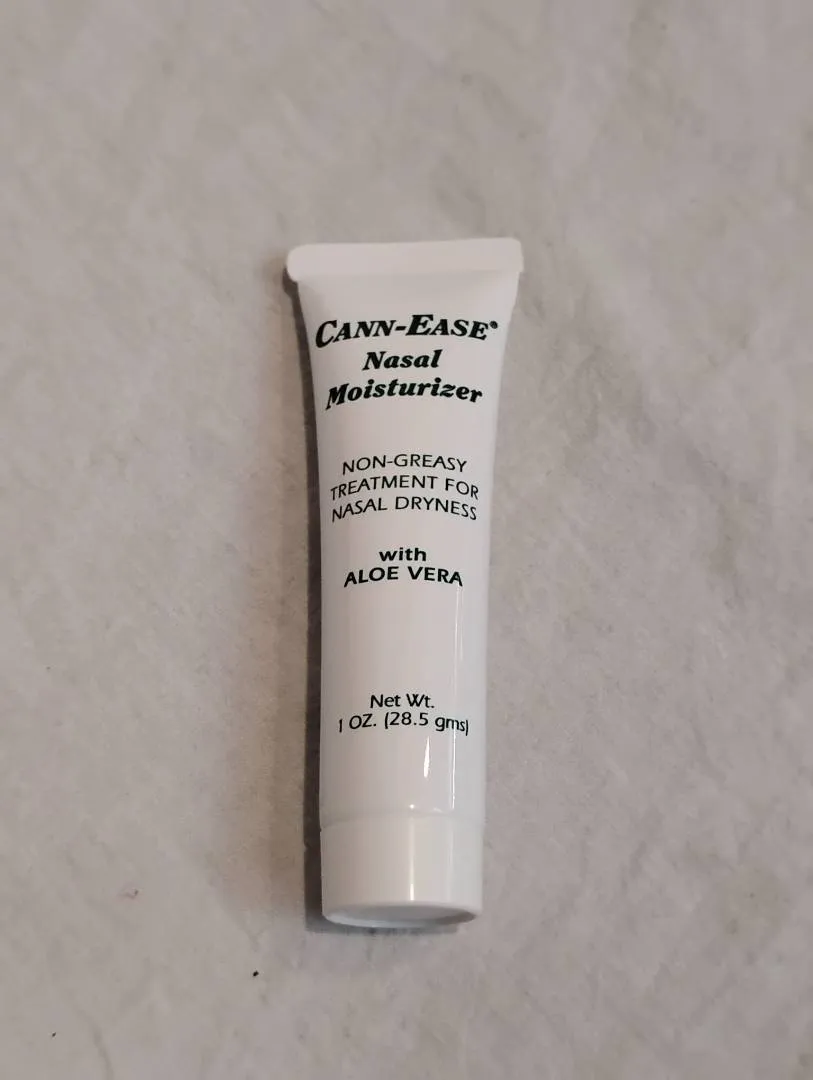 CANN-EASE®
Nasal
Moisturizer
NON-GREASY
TREATMENT FOR
NASAL DRYNESS
with
ALOE VERA
Net Wt.
1 OZ. (28.5 gms)